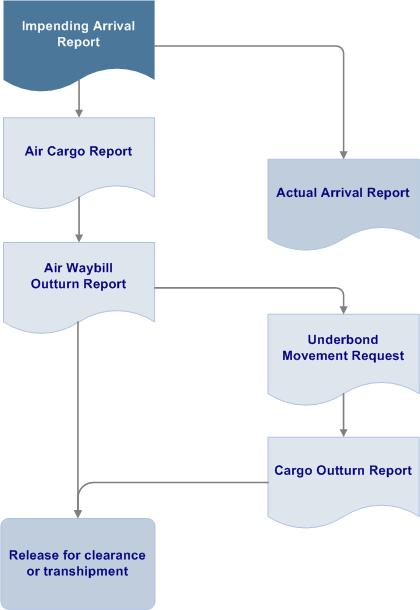 Impending Arrival
Report
Air Cargo Report
Actual Arrival Report
Air Waybill
Outturn Report
Underbond
Movement Request
Cargo Outturn Report
Release for clearance
or transhipment